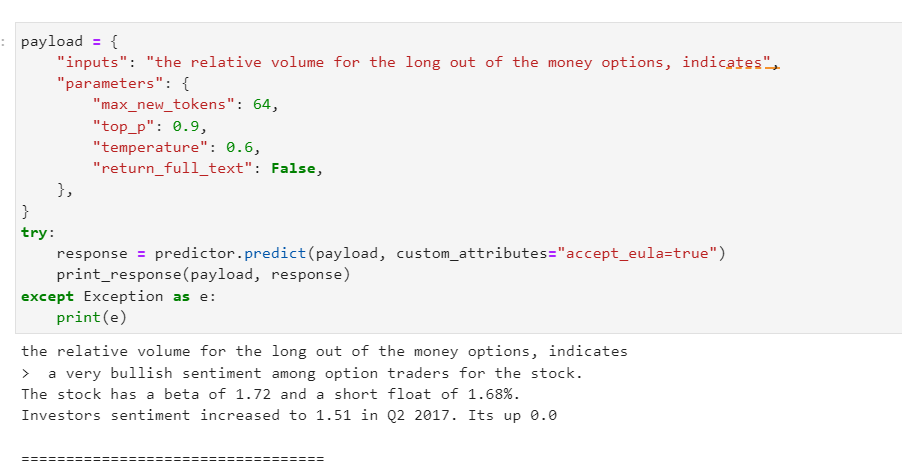 payload = {
    "inputs": "the relative volume for the long out of the money options, indicates",
    "parameters": {
        "max_new_tokens": 64,
        "top_p": 0.9,
        "temperature": 0.6,
        "return_full_text": False,
    },
}
try:
    response = predictor.predict(payload, custom_attributes="accept_eula=true")
    print_response(payload, response)
except Exception as e:
    print(e)
the relative volume for the long out of the money options, indicates
>  a very bullish sentiment among option traders for the stock.
The stock has a beta of 1.72 and a short float of 1.68%.
Investors sentiment increased to 1.51 in Q2 2017. Its up 0.0
==================================